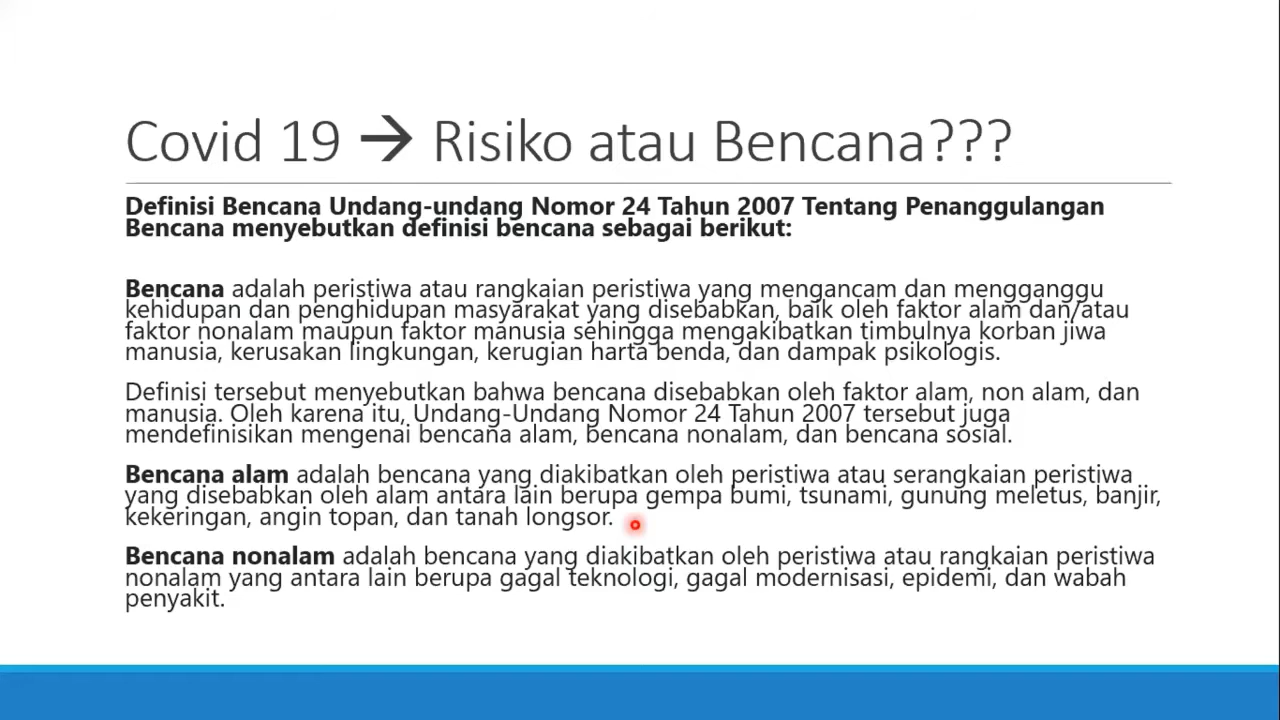 Covid 19 → Risiko atau Bencana???
Definisi Bencana Undang-undang Nomor 24 Tahun 2007 Tentang Penanggulangan
Bencana menyebutkan definisi bencana sebagai berikut:
Bencana adalah peristiwa atau rangkaian peristiwa yang mengancam dan mengganggu
kehidupan dan penghidupan masyarakat yang disebabkan, baik oleh faktor alam dan/atau
faktor nonalam maupun faktor manusia sehingga mengakibatkan timbulnya korban jiwa
manusia, kerusakan lingkungan, kerugian harta benda, dan dampak psikologis.
Definisi tersebut menyebutkan bahwa bencana disebabkan oleh faktor alam, non alam, dan
manusia. Oleh karena itu, Undang-Undang Nomor 24 Tahun 2007 tersebut juga
mendefinisikan mengenai bencana alam, bencana nonalam, dan bencana sosial.
Bencana alam adalah bencana yang diakibatkan oleh peristiwa atau serangkaian peristiwa
yang disebabkan oleh alam antara lain berupa gempa bumi, tsunami, gunung meletus, banjir,
kekeringan, angin topan, dan tanah longsor.
Bencana nonalam adalah bencana yang diakibatkan oleh peristiwa atau rangkaian peristiwa
nonalam yang antara lain berupa gagal teknologi, gagal modernisasi, epidemi, dan wabah
penyakit.